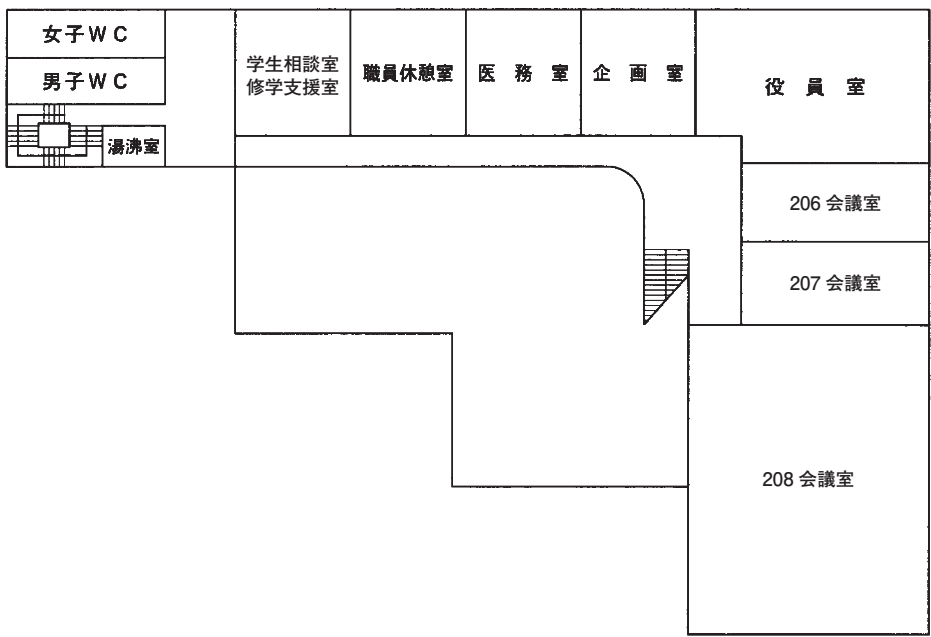 女子WC
男子WC
湯沸室
学生相談室
修学支援室
職員休憩室
医務室
企画室
役員室
206 会議室
207 会議室
208 会議室